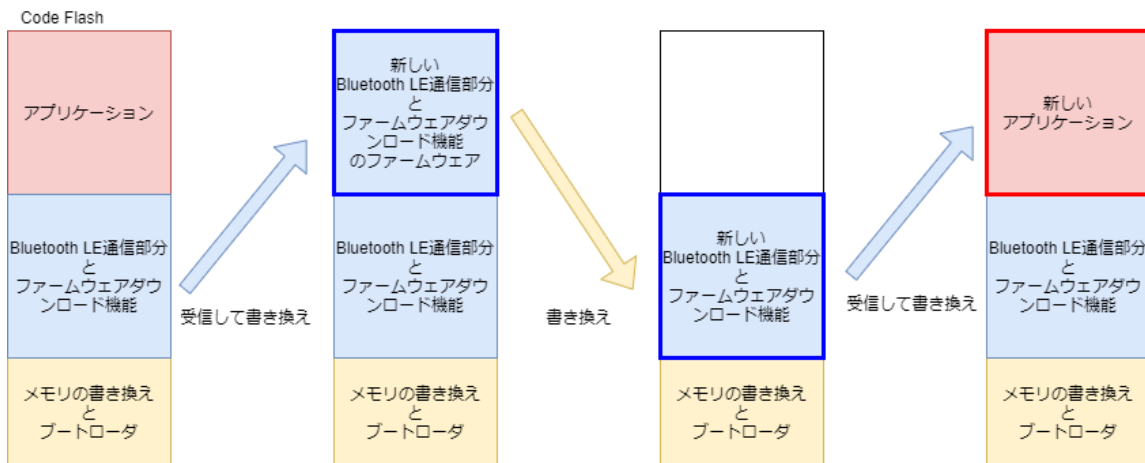 Code Flash
アプリケーション
Bluetooth LE通信部分
と
ファームウェアダウ
ンロード機能
メモリの書き換え
と
ブートローダ
受信して書き換え
新しい
Bluetooth LE通信部分
と
ファームウェアダウ
ンロード機能
のファームウェア
Bluetooth LE通信部分
と
ファームウェアダウ
ンロード機能
メモリの書き換え
と
ブートローダ
書き換え
新しい
Bluetooth LE通信部分
と
ファームウェアダウ
ンロード機能
メモリの書き換え
と
ブートローダ
受信して書き換え
新しい
アプリケーション
Bluetooth LE通信部分
と
ファームウェアダウ
ンロード機能
メモリの書き換え
と
ブートローダ